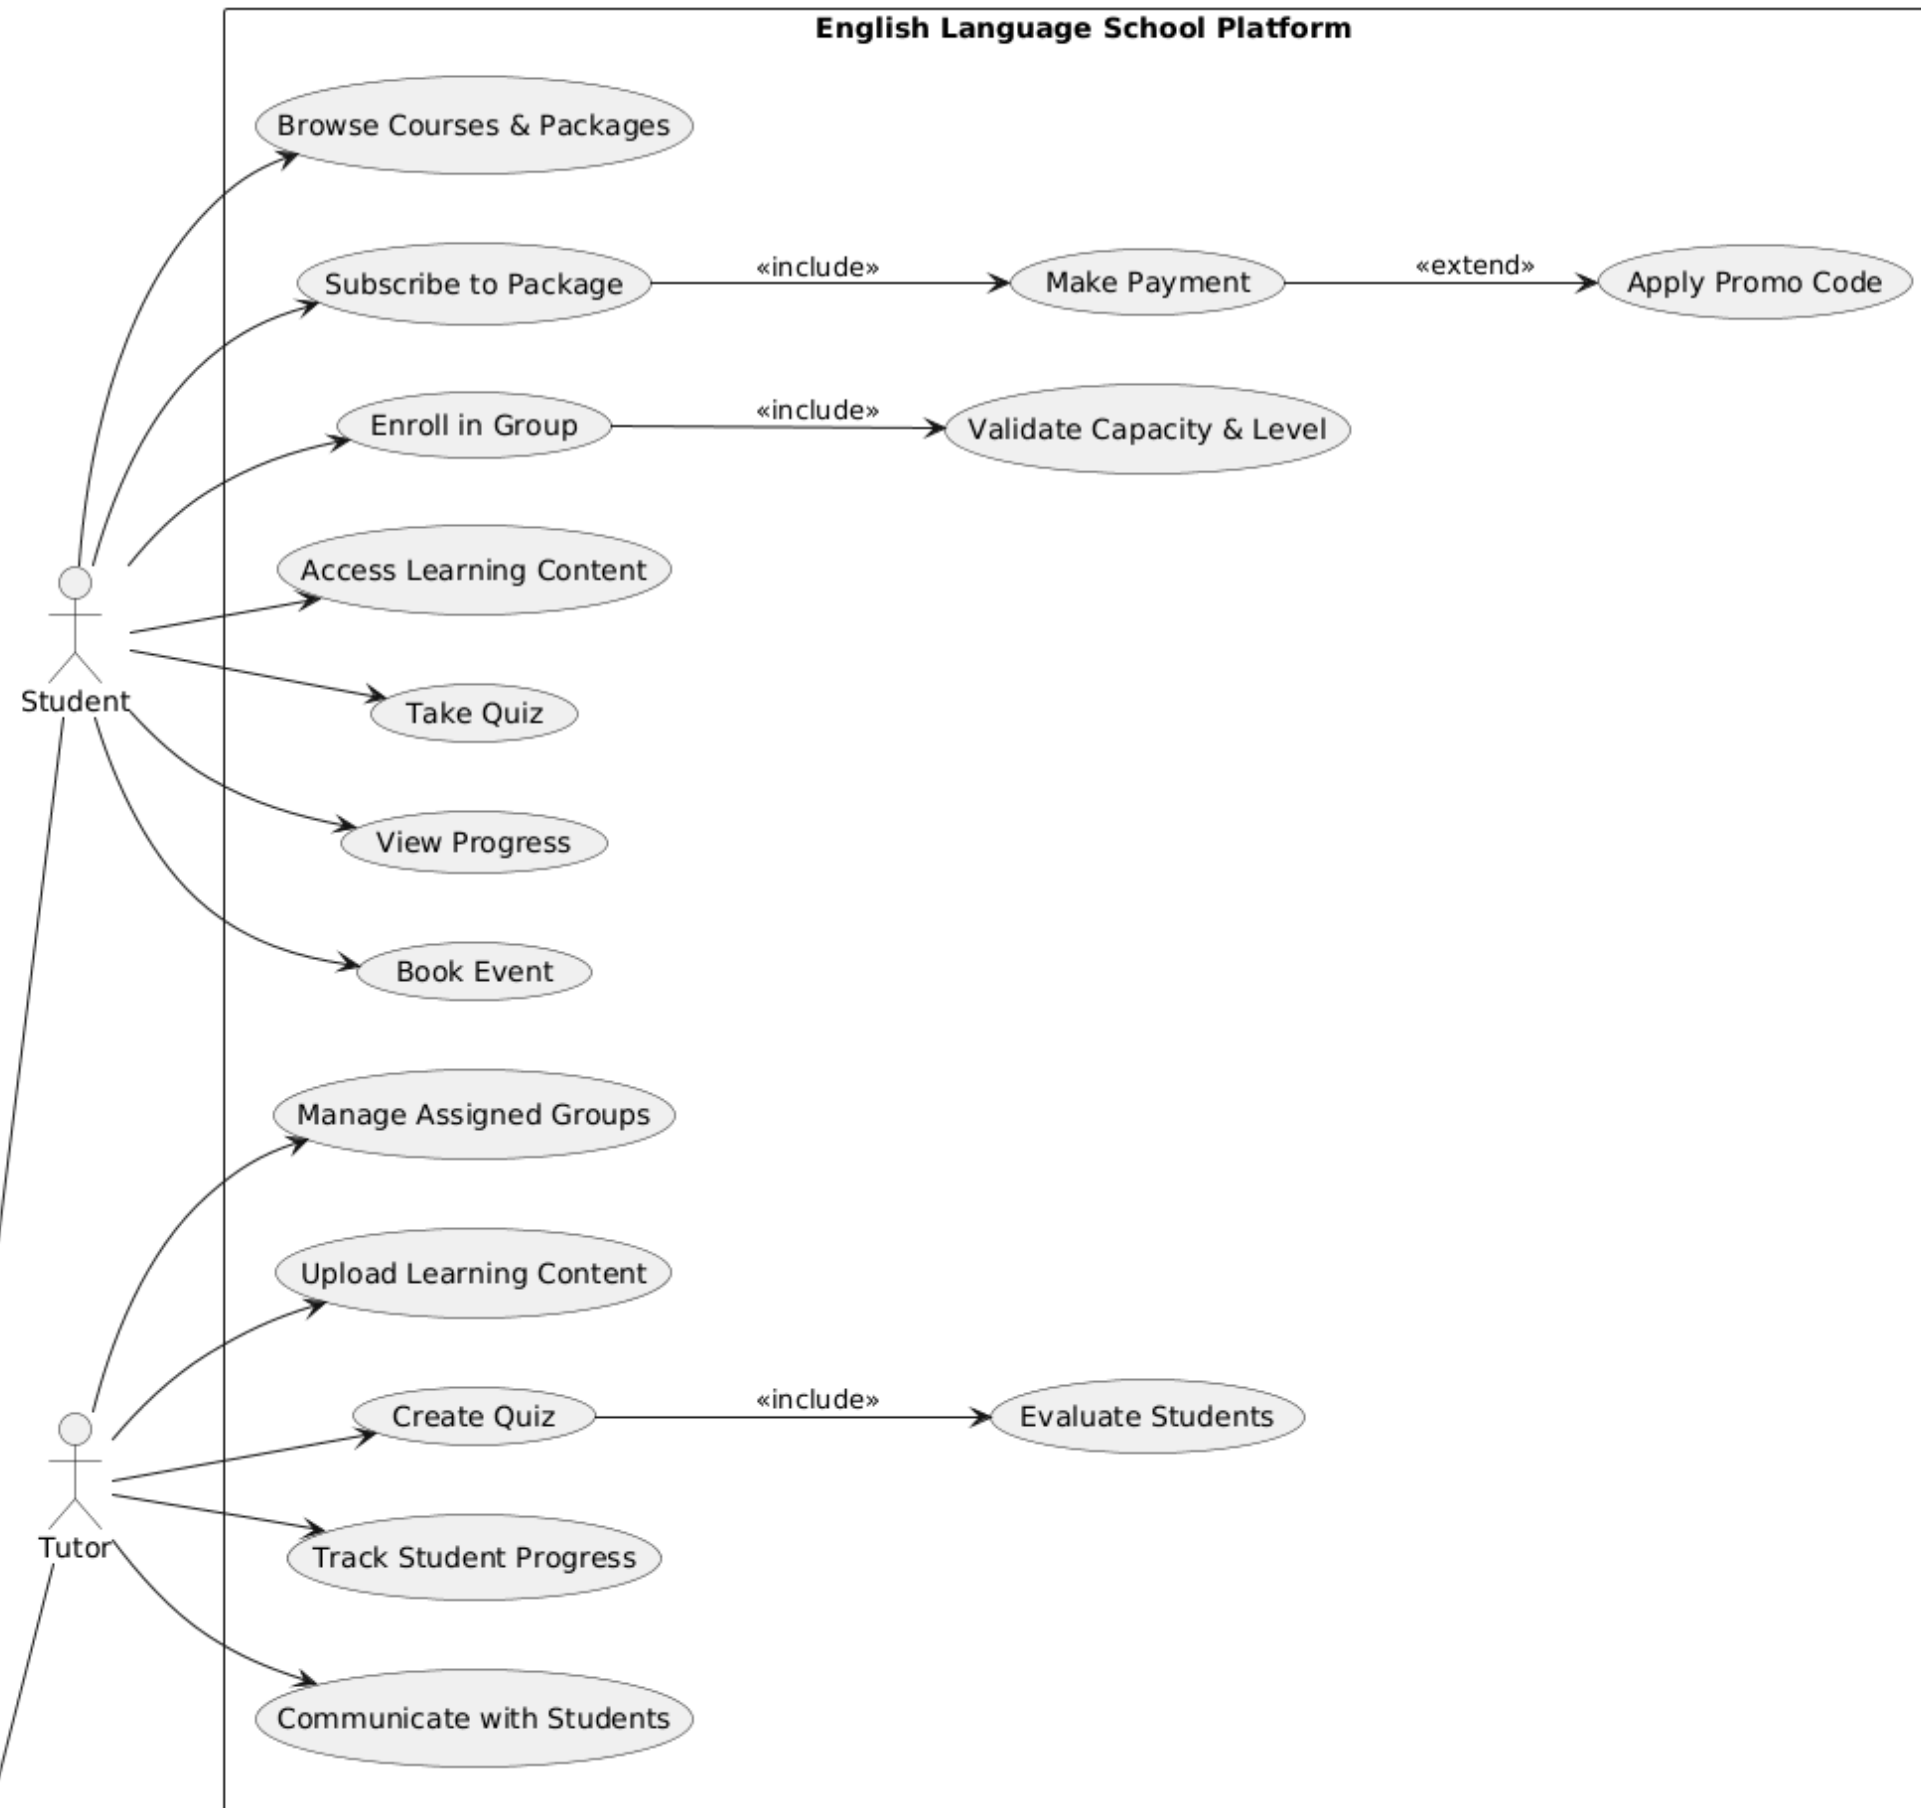 English Language School Platform
Browse Courses & Packages
Subscribe to Package
«include»
Make Payment
«extend»
Apply Promo Code
Enroll in Group
«include»
Validate Capacity & Level
Access Learning Content
Student
Take Quiz
View Progress
Book Event
Manage Assigned Groups
Upload Learning Content
Create Quiz
«include»
Evaluate Students
Tutor
Track Student Progress
Communicate with Students